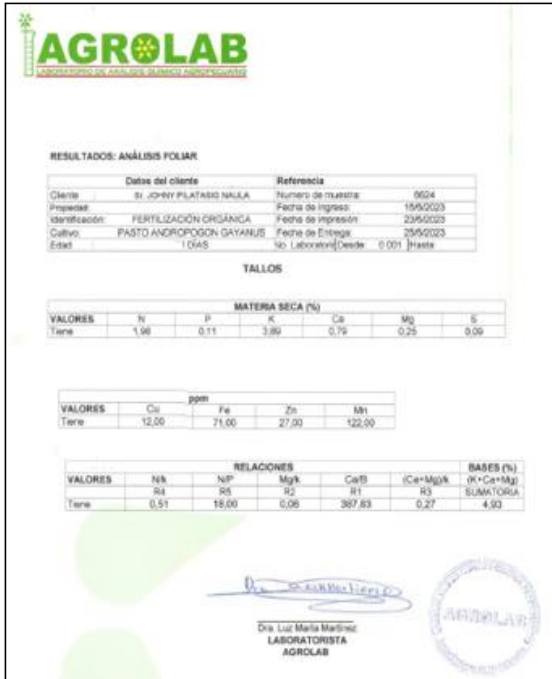 AGROLAB
LABORATORIO DE ANÁLISIS QUÍMICO AGROPECUARIO
RESULTADOS: ANÁLISIS FOLIAR
Datos del cliente Referencia
Cliente : Sr. JOHNY PILATASIG NAULA Numero de muestra: 6624
Propiedad: Fecha de Ingreso: 15/5/2023
Identificación: FERTILIZACIÓN ORGÁNICA Fecha de impresión: 23/5/2023
Cultivo: PASTO ANDROPOGON GAYANUS Fecha de Entrega: 25/5/2023
Edad : DÍAS No. Laboratorio Desde: 0.001 Hasta:
TALLOS
MATERIA SECA (%)
VALORES N P K Ca Mg S
Tiene 1,98 0,11 3,89 0,79 0,25 0,09
ppm
VALORES Cu Fe Zn Mn
Tiene 12,00 71,00 27,00 122,00
RELACIONES BASES (%)
VALORES N/k N/P Mg/k Ca/B (Ca+Mg)/k (K+Ca+Mg)
R4 R5 R2 R1 R3 SUMATORIA
Tiene 0,51 18,00 0,06 387,83 0,27 4,93
Dra. Luz María Martínez
LABORATORISTA
AGROLAB
AGROLAB